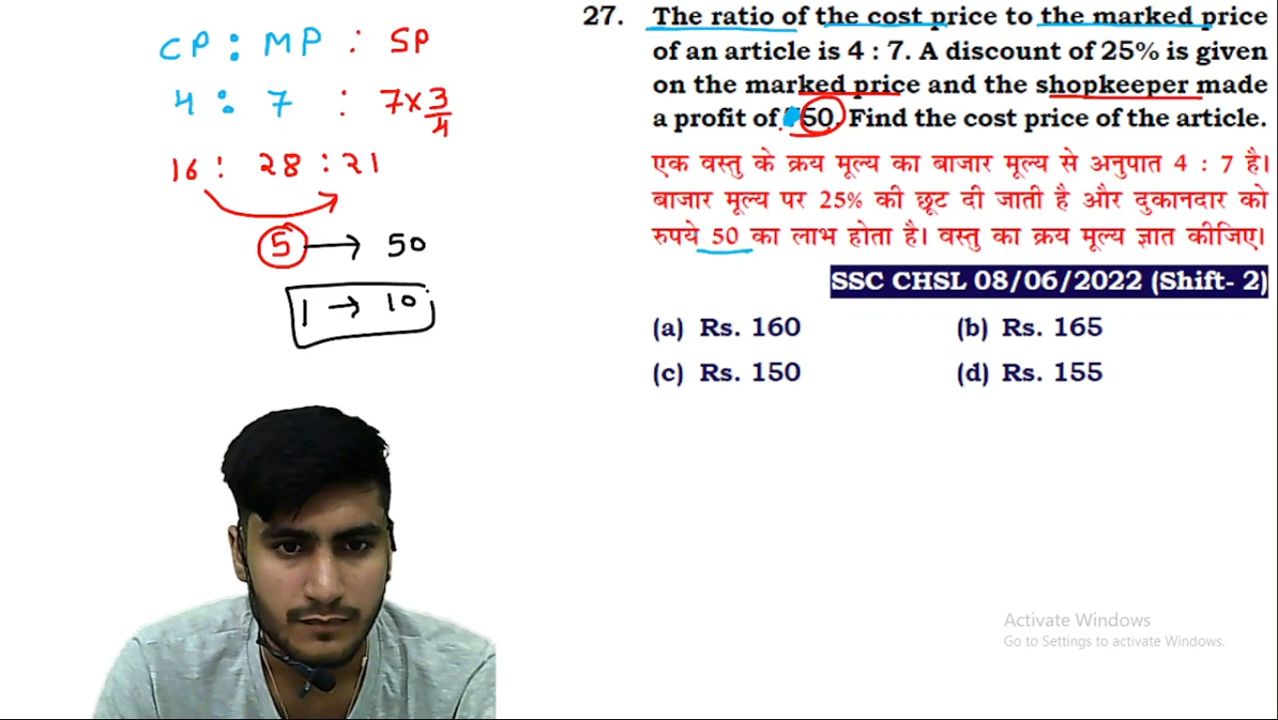 CP : MP : SP
4 : 7 : 7 × 3/4
16 : 28 : 21
5 → 50
1 → 10
27. The ratio of the cost price to the marked price
of an article is 4 : 7. A discount of 25% is given
on the marked price and the shopkeeper made
a profit of 50. Find the cost price of the article.
एक वस्तु के क्रय मूल्य का बाजार मूल्य से अनुपात 4 : 7 है।
बाजार मूल्य पर 25% की छूट दी जाती है और दुकानदार को
रुपये 50 का लाभ होता है। वस्तु का क्रय मूल्य ज्ञात कीजिए।
SSC CHSL 08/06/2022 (Shift- 2)
(a) Rs. 160 (b) Rs. 165
(c) Rs. 150 (d) Rs. 155
Activate Windows
Go to Settings to activate Windows.